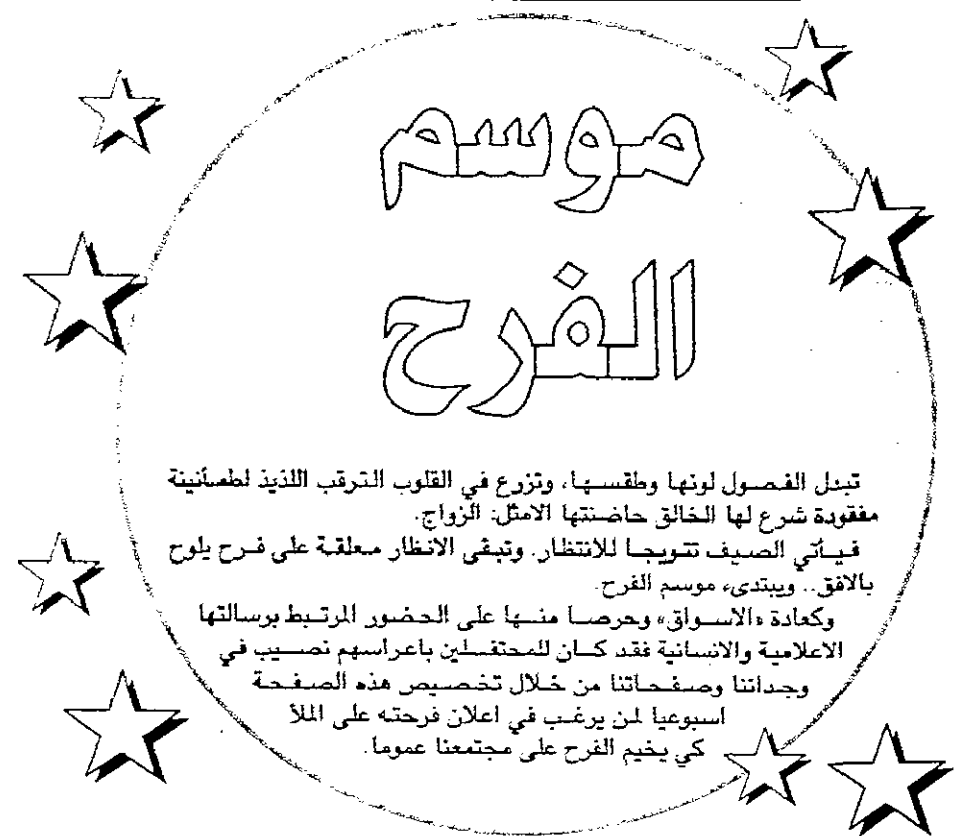 موسم
الفرح
تبدل الفصول لونها وطقسها، وتزرع في القلوب الترقب اللذيذ لطمأنينة
مفقودة شرع لها الخالق حاضنتها الامثل: الزواج.
فيأتي الصيف تتويجا للانتظار. وتبقى الانظار معلقة على فرح يلوح
بالافق.. ويبتدىء موسم الفرح.
وكعادة «الاسواق» وحرصا منها على الحضور المرتبط برسالتها
الاعلامية والانسانية فقد كان للمحتفلين باعراسهم نصيب في
وجداننا وصفحاتنا من خلال تخصيص هذه الصفحة
اسبوعيا لمن يرغب في اعلان فرحته على الملأ
كي يخيم الفرح على مجتمعنا عموما.